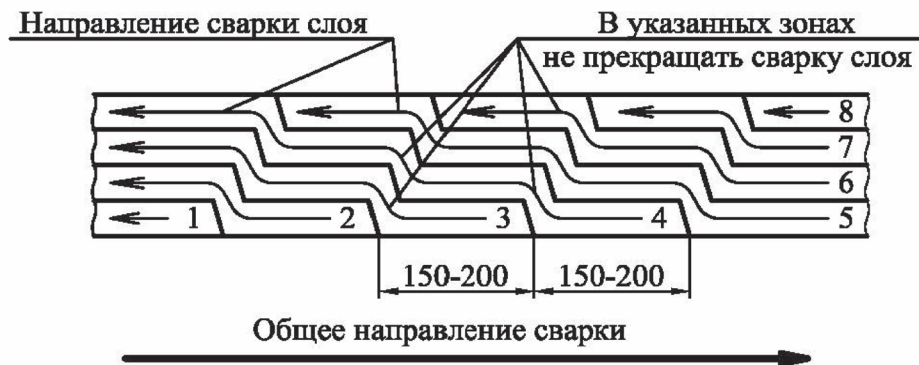 Направление сварки слоя
В указанных зонах
не прекращать сварку слоя
8
7
6
1 2 3 4 5
150-200 150-200
Общее направление сварки